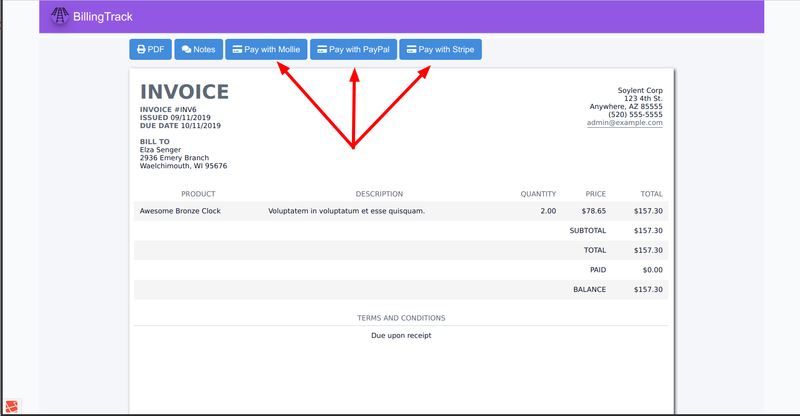 BillingTrack
PDF Notes Pay with Mollie Pay with PayPal Pay with Stripe
INVOICE
INVOICE #INV6
ISSUED 09/11/2019
DUE DATE 10/11/2019
Soylent Corp
123 4th St.
Anywhere, AZ 85555
(520) 555-5555
admin@example.com
BILL TO
Elza Senger
2936 Emery Branch
Waelchimouth, WI 95676
PRODUCT DESCRIPTION QUANTITY PRICE TOTAL
Awesome Bronze Clock Voluptatem in voluptatum et esse quisquam. 2.00 $78.65 $157.30
SUBTOTAL $157.30
TOTAL $157.30
PAID $0.00
BALANCE $157.30
TERMS AND CONDITIONS
Due upon receipt